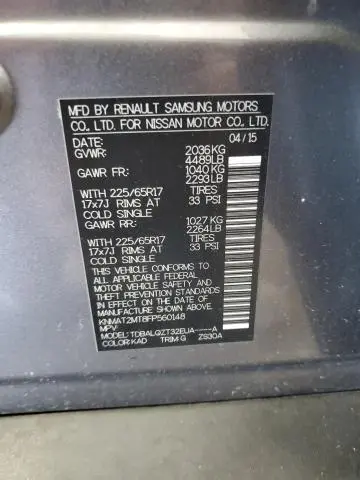 MFD BY RENAULT SAMSUNG MOTORS
CO., LTD. FOR NISSAN MOTOR CO., LTD.
DATE: 04/15
GVWR: 2036KG
4489LB
GAWR FR: 1040KG
2293LB
WITH 225/65R17 TIRES
17x7J RIMS AT 33 PSI
COLD SINGLE
GAWR RR: 1027KG
2264LB
WITH 225/65R17 TIRES
17x7J RIMS AT 33 PSI
COLD SINGLE
THIS VEHICLE CONFORMS TO
ALL APPLICABLE FEDERAL
MOTOR VEHICLE SAFETY AND
THEFT PREVENTION STANDARDS
IN EFFECT ON THE DATE OF
MANUFACTURE SHOWN ABOVE.
KNMAT2MT8FP560148
MPV
MODEL: TDBALQZT32EUA-----A
COLOR: KAD TRIM: G ZS30A